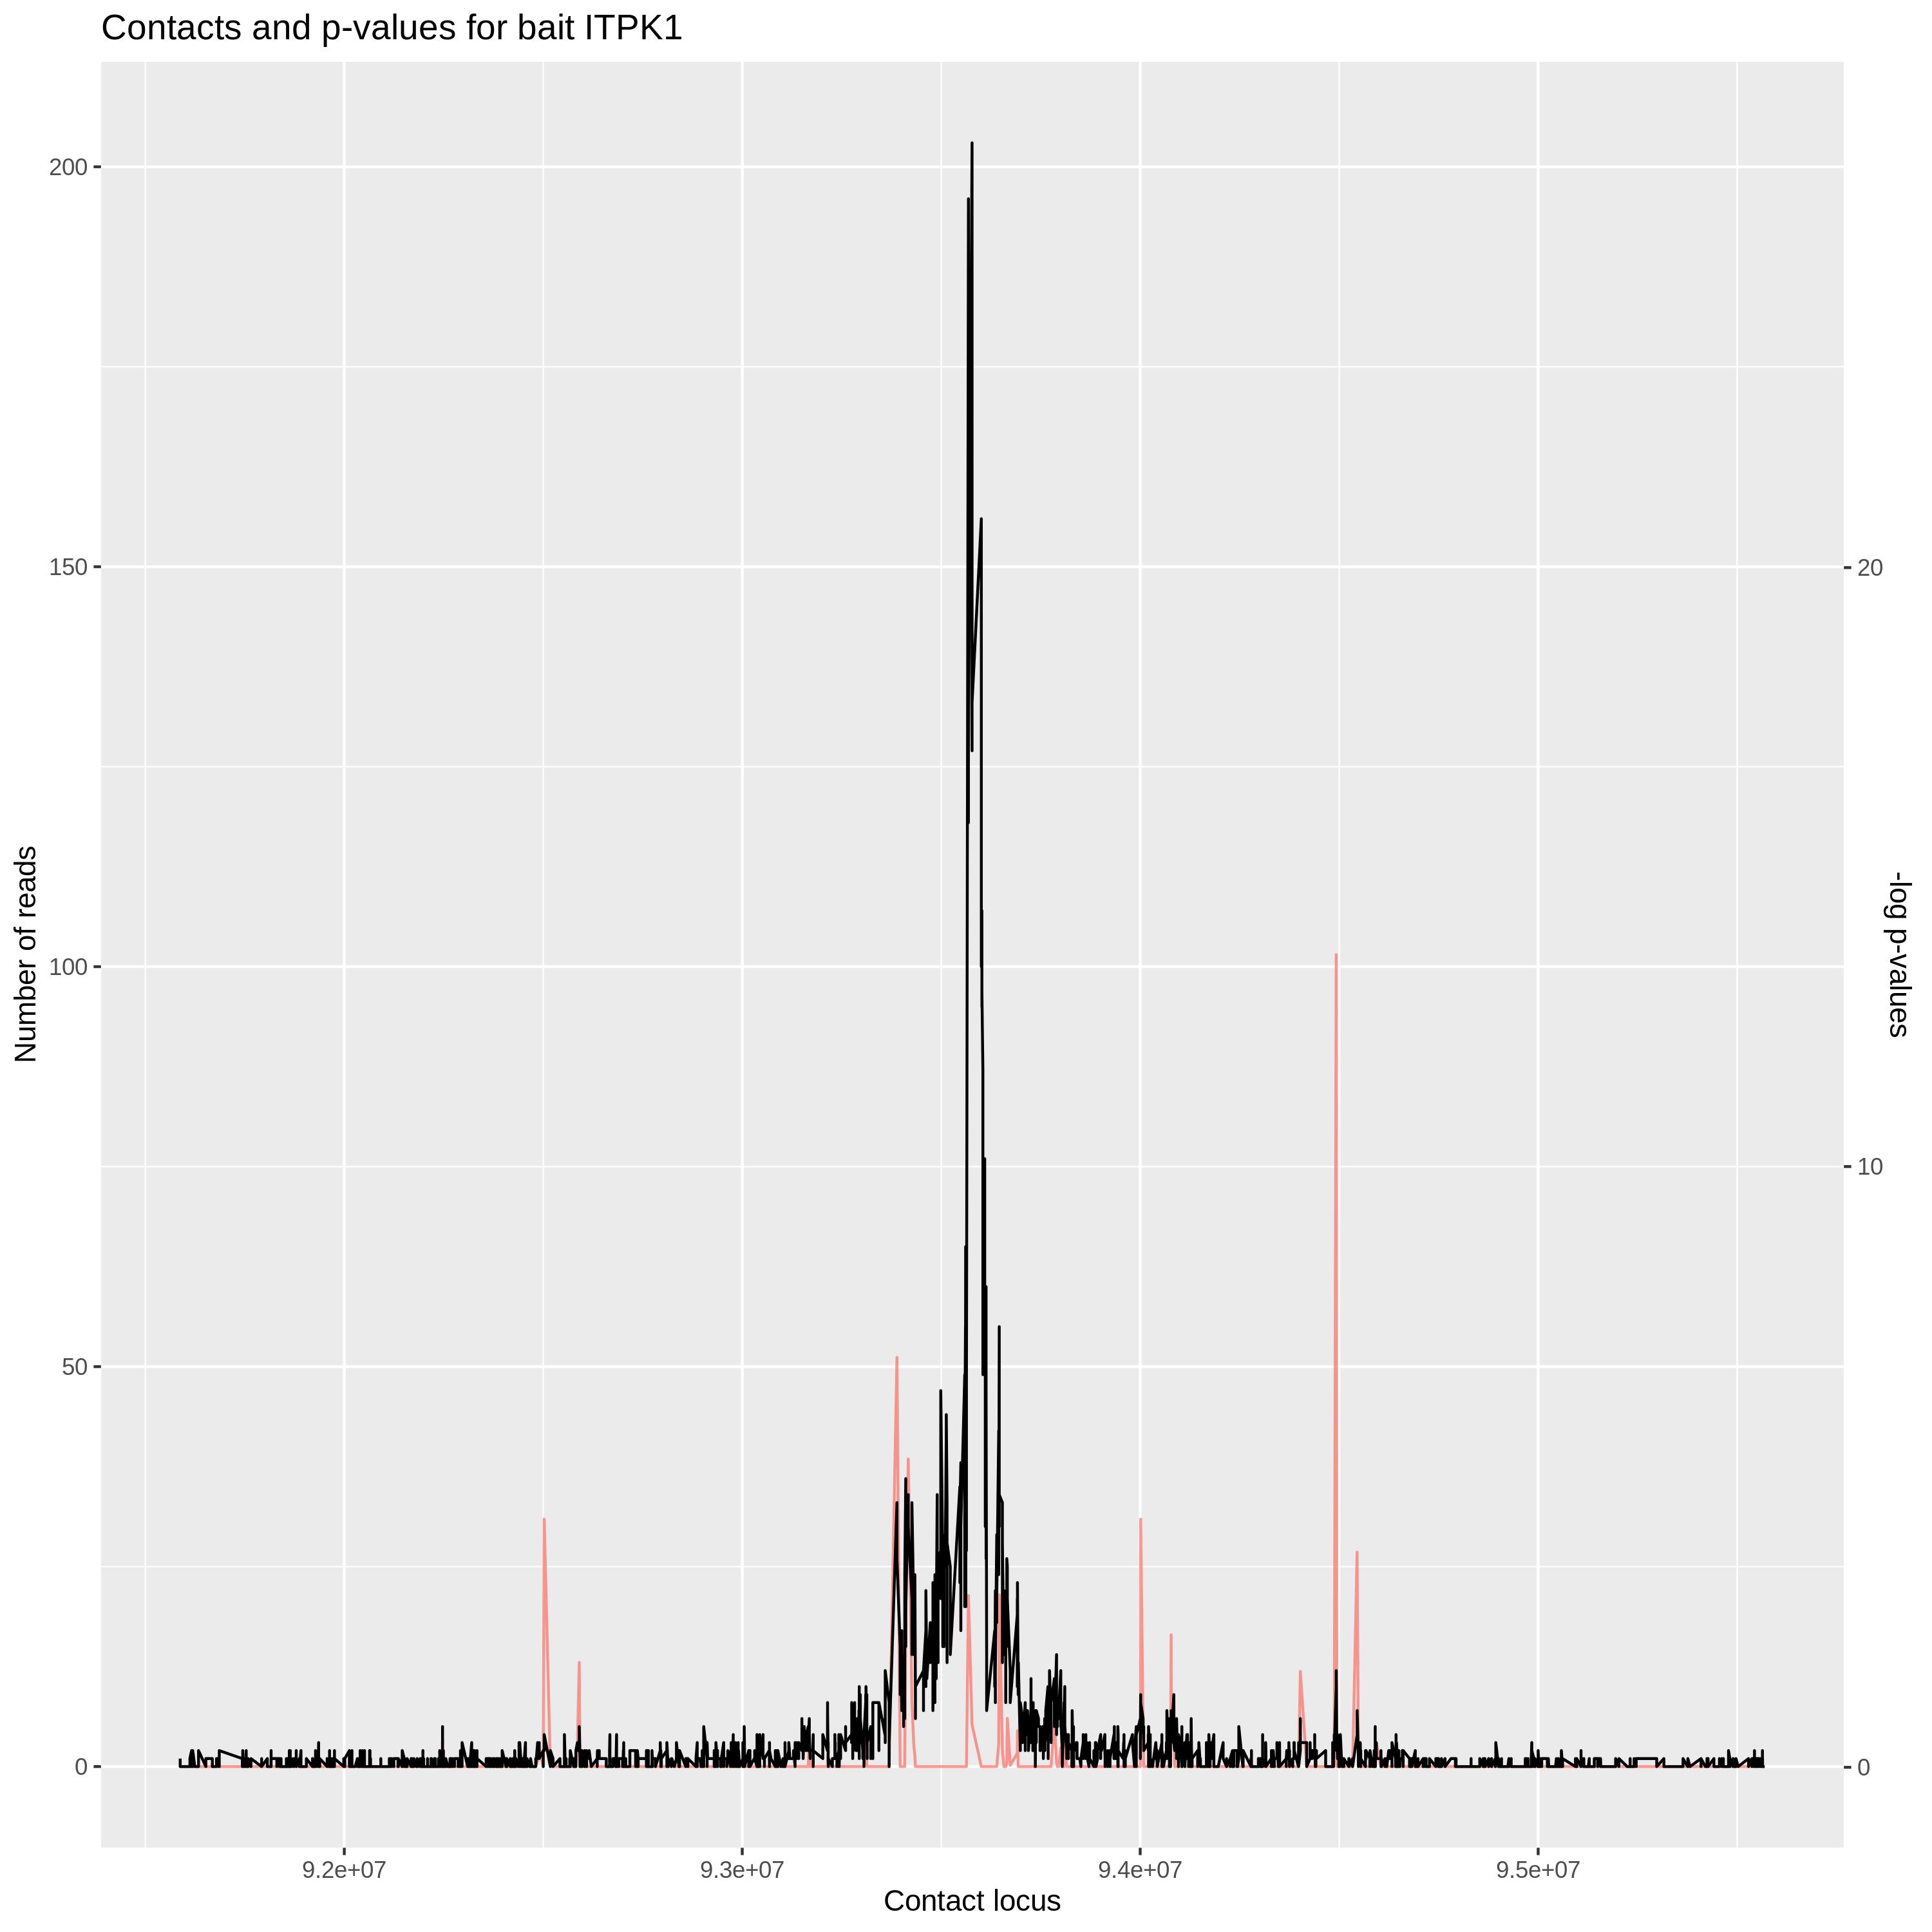 Contacts and p-values for bait ITPK1
200
150
100
50
0
Number of reads
20
10
0
-log p-values
9.2e+07 9.3e+07 9.4e+07 9.5e+07
Contact locus